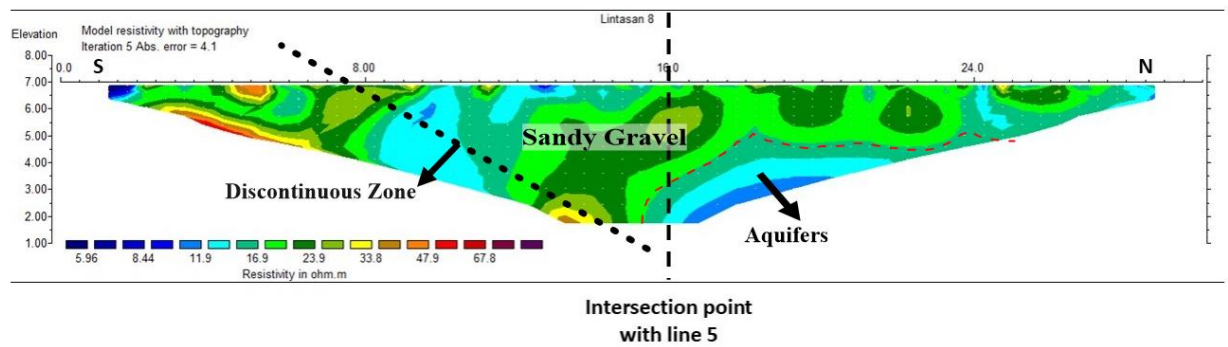 Lintasan 8
Model resistivity with topography
Elevation
Iteration 5 Abs. error = 4.1
8.00
0.0 S 8.00 16.0 24.0 N
7.00
6.00
5.00
Sandy Gravel
4.00
3.00
Discontinuous Zone
2.00
Aquifers
1.00
5.96 8.44 11.9 16.9 23.9 33.8 47.9 67.8
Resistivity in ohm.m
Intersection point
with line 5